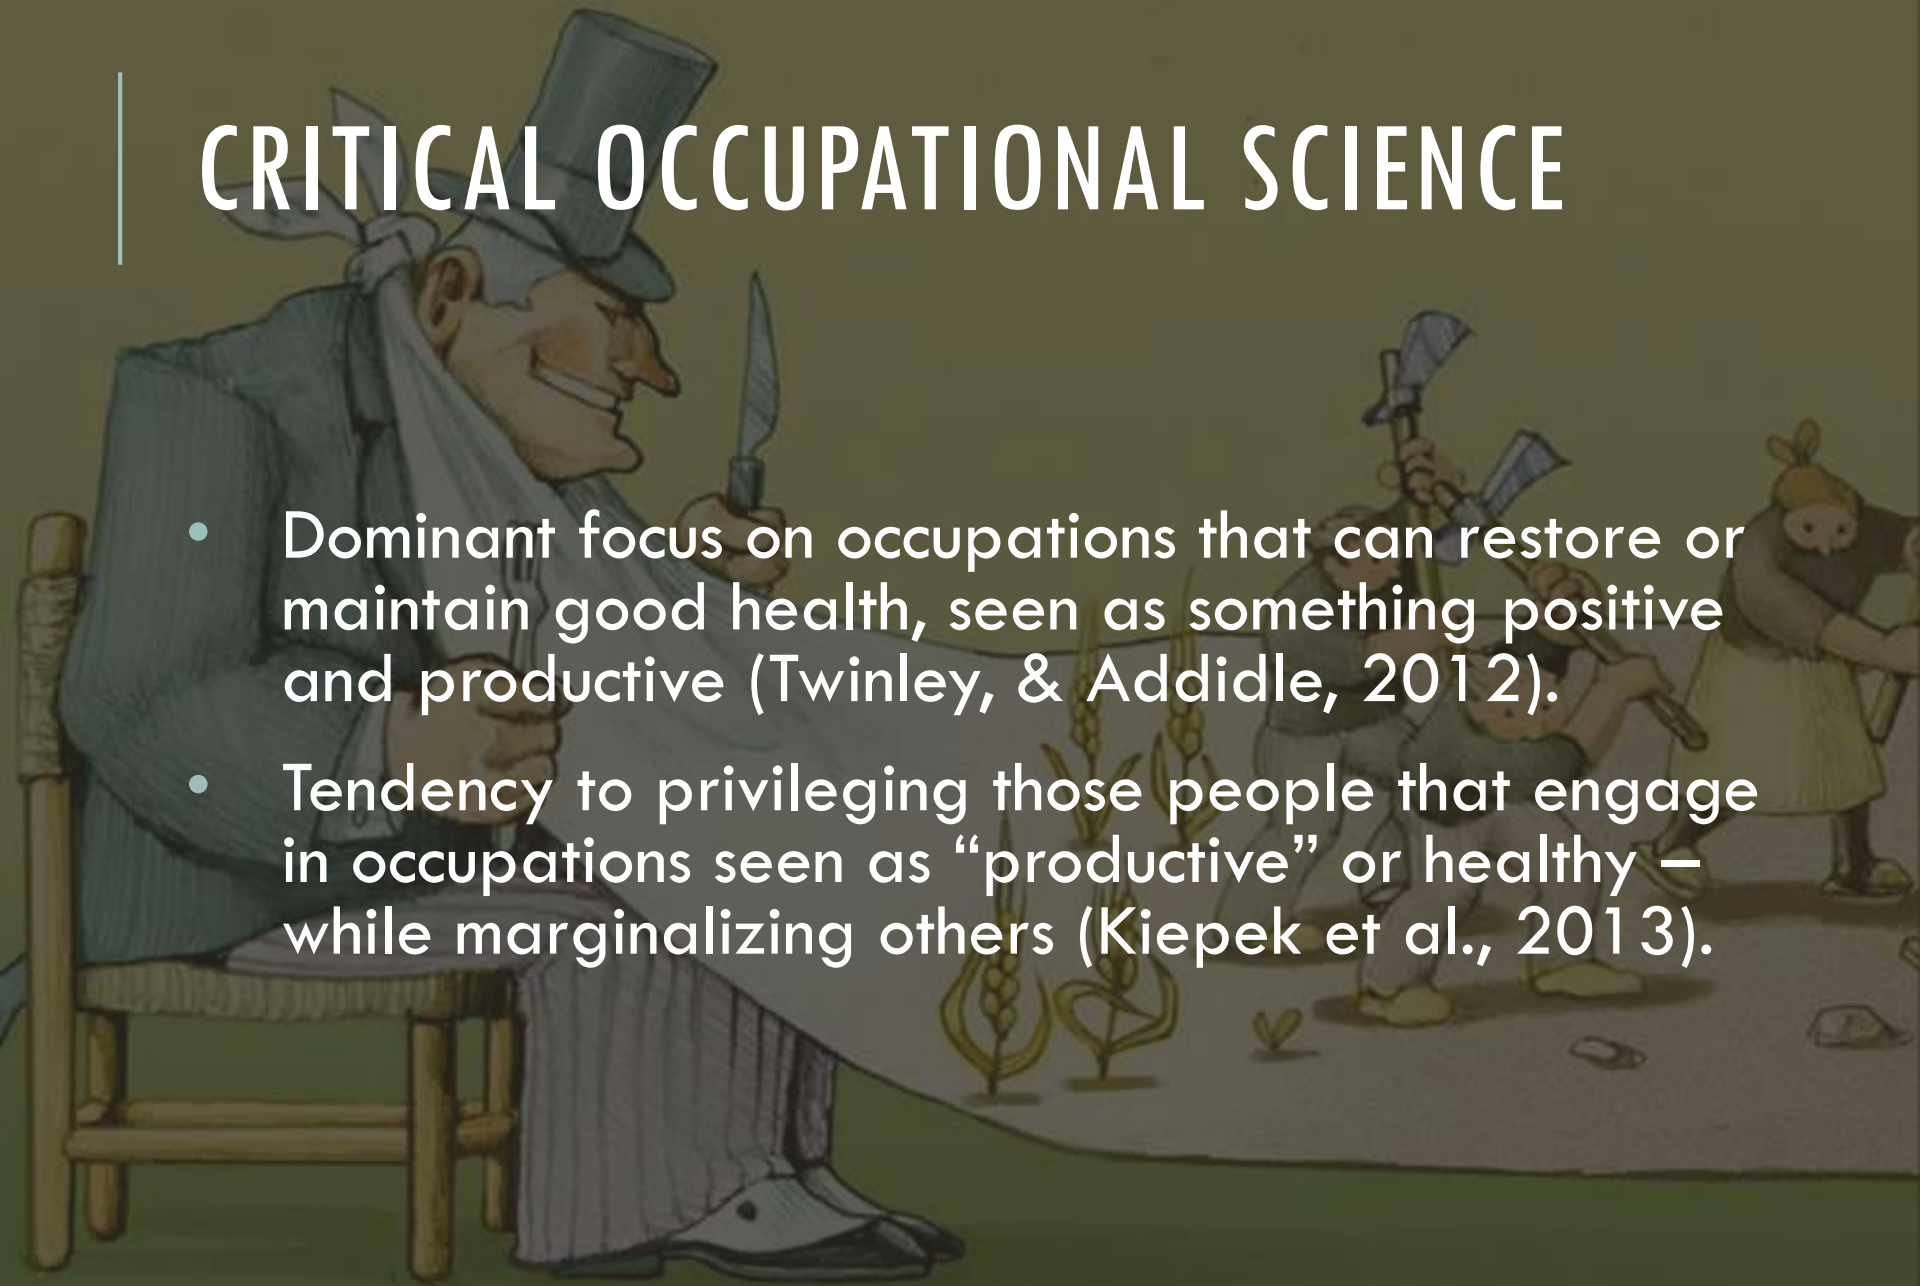 CRITICAL OCCUPATIONAL SCIENCE
• Dominant focus on occupations that can restore or
maintain good health, seen as something positive
and productive (Twinley, & Addidle, 2012).
• Tendency to privileging those people that engage
in occupations seen as “productive” or healthy –
while marginalizing others (Kiepek et al., 2013).